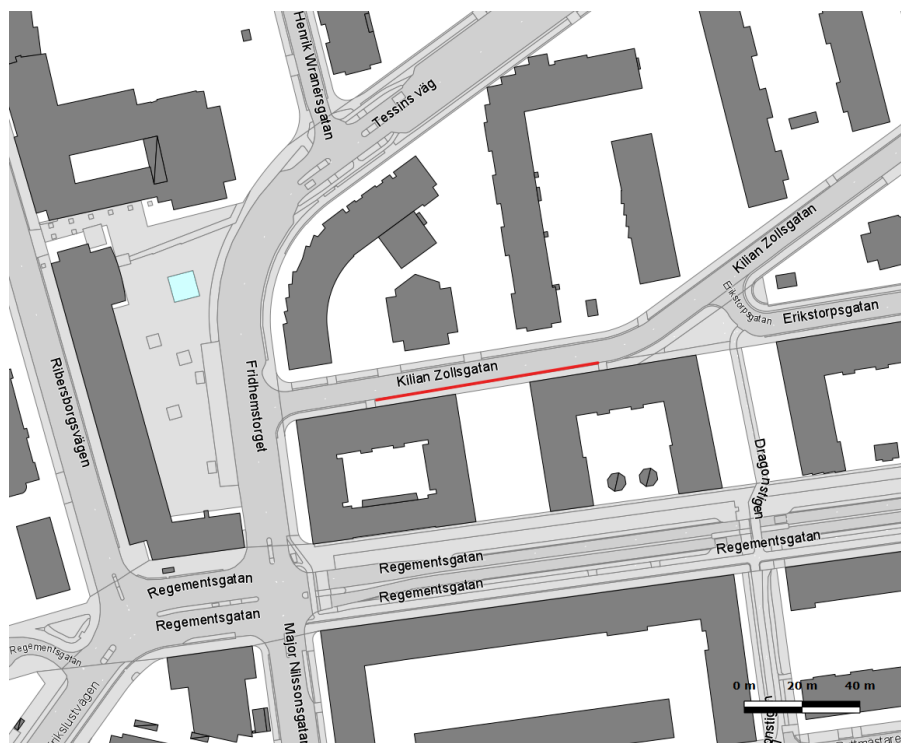 Henrik Wranérsgatan
Tessins väg
Kilian Zollsgatan
Erikstorpsgatan
Erikstorpsgatan
Kilian Zollsgatan
Fridhemstorget
Ribersborgsvägen
Dragonstigen
Regementsgatan
Regementsgatan
Regementsgatan
Regementsgatan
Regementsgatan
Regementsgatan
Major Nilssonsgatan
0 m 20 m 40 m